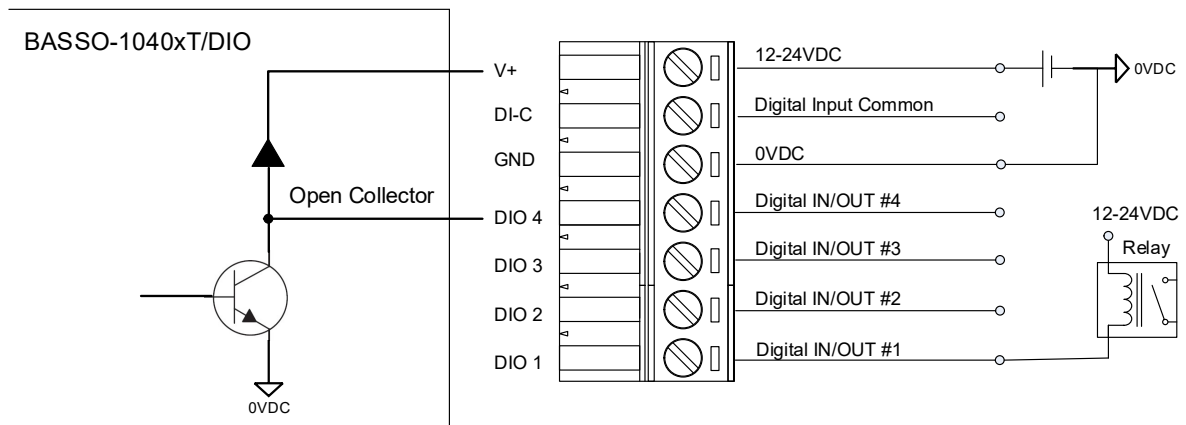 BASSO-1040xT/DIO
V+
12-24VDC
0VDC
DI-C
Digital Input Common
GND
0VDC
Open Collector
DIO 4
Digital IN/OUT #4
12-24VDC
Relay
DIO 3
Digital IN/OUT #3
DIO 2
Digital IN/OUT #2
DIO 1
Digital IN/OUT #1
0VDC